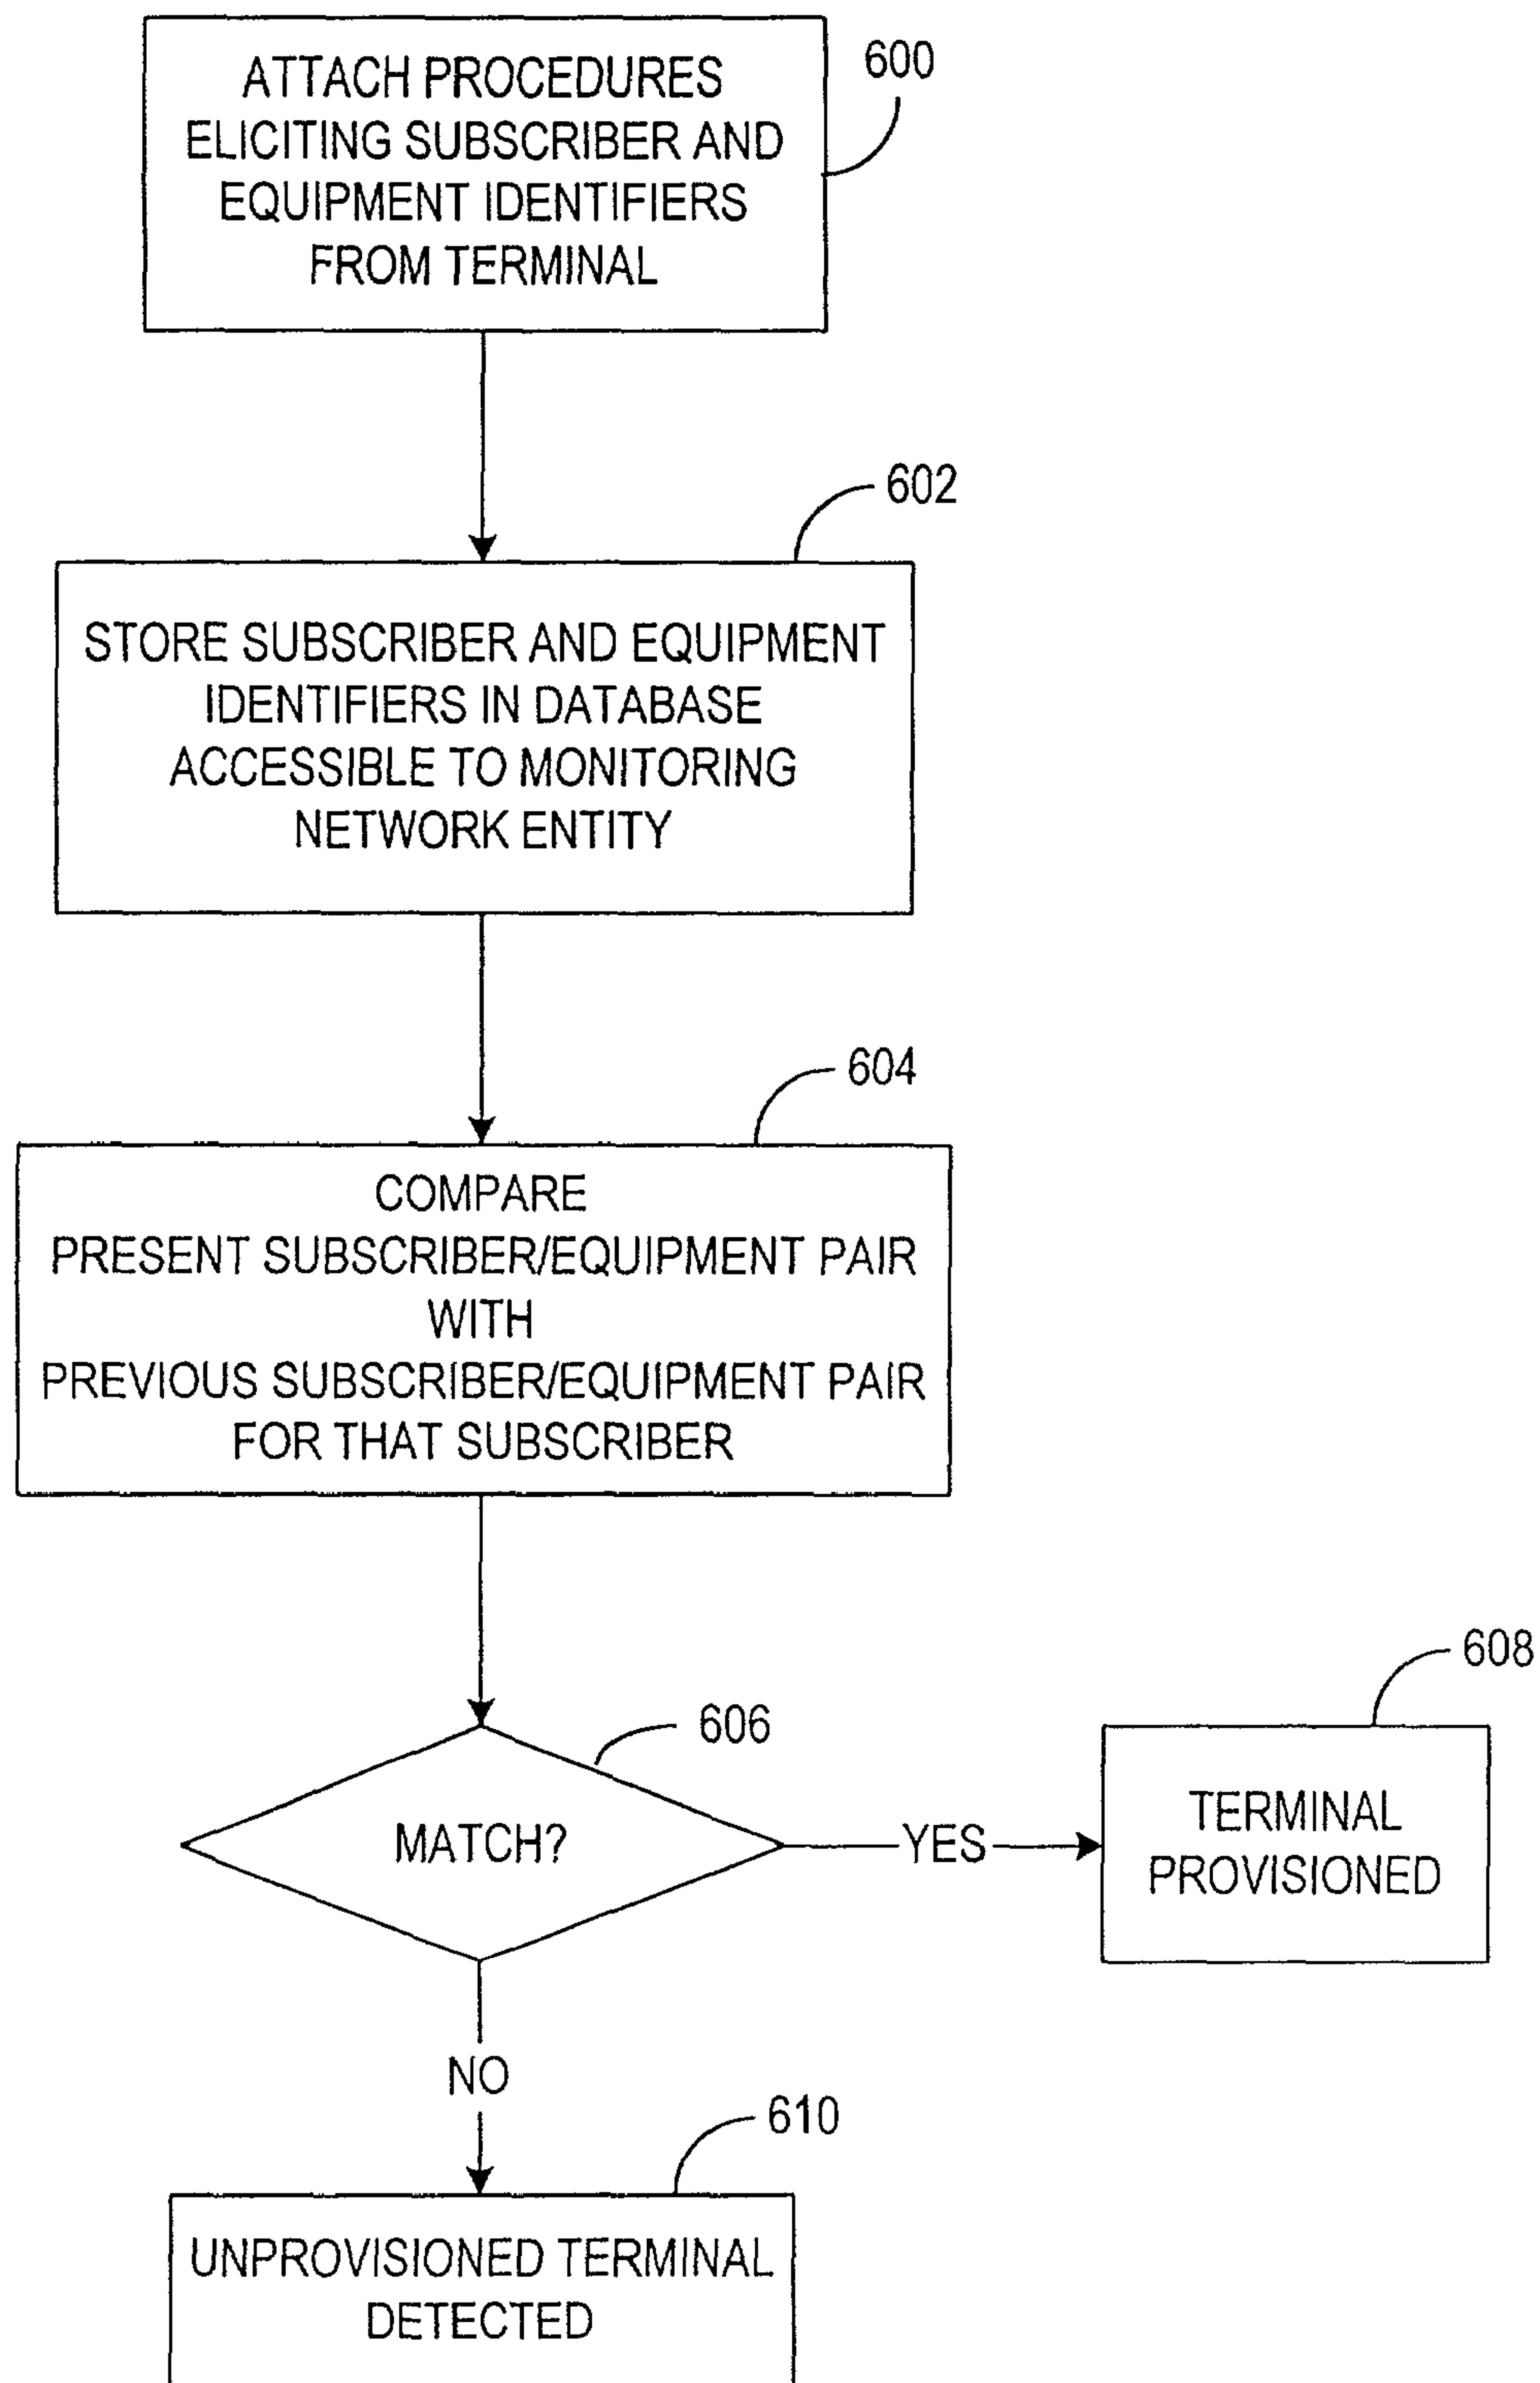 ATTACH PROCEDURES
ELICITING SUBSCRIBER AND
EQUIPMENT IDENTIFIERS
FROM TERMINAL
600
602
STORE SUBSCRIBER AND EQUIPMENT
IDENTIFIERS IN DATABASE
ACCESSIBLE TO MONITORING
NETWORK ENTITY
604
COMPARE
PRESENT SUBSCRIBER/EQUIPMENT PAIR
WITH
PREVIOUS SUBSCRIBER/EQUIPMENT PAIR
FOR THAT SUBSCRIBER
606
MATCH?
YES
608
TERMINAL
PROVISIONED
NO
610
UNPROVISIONED TERMINAL
DETECTED